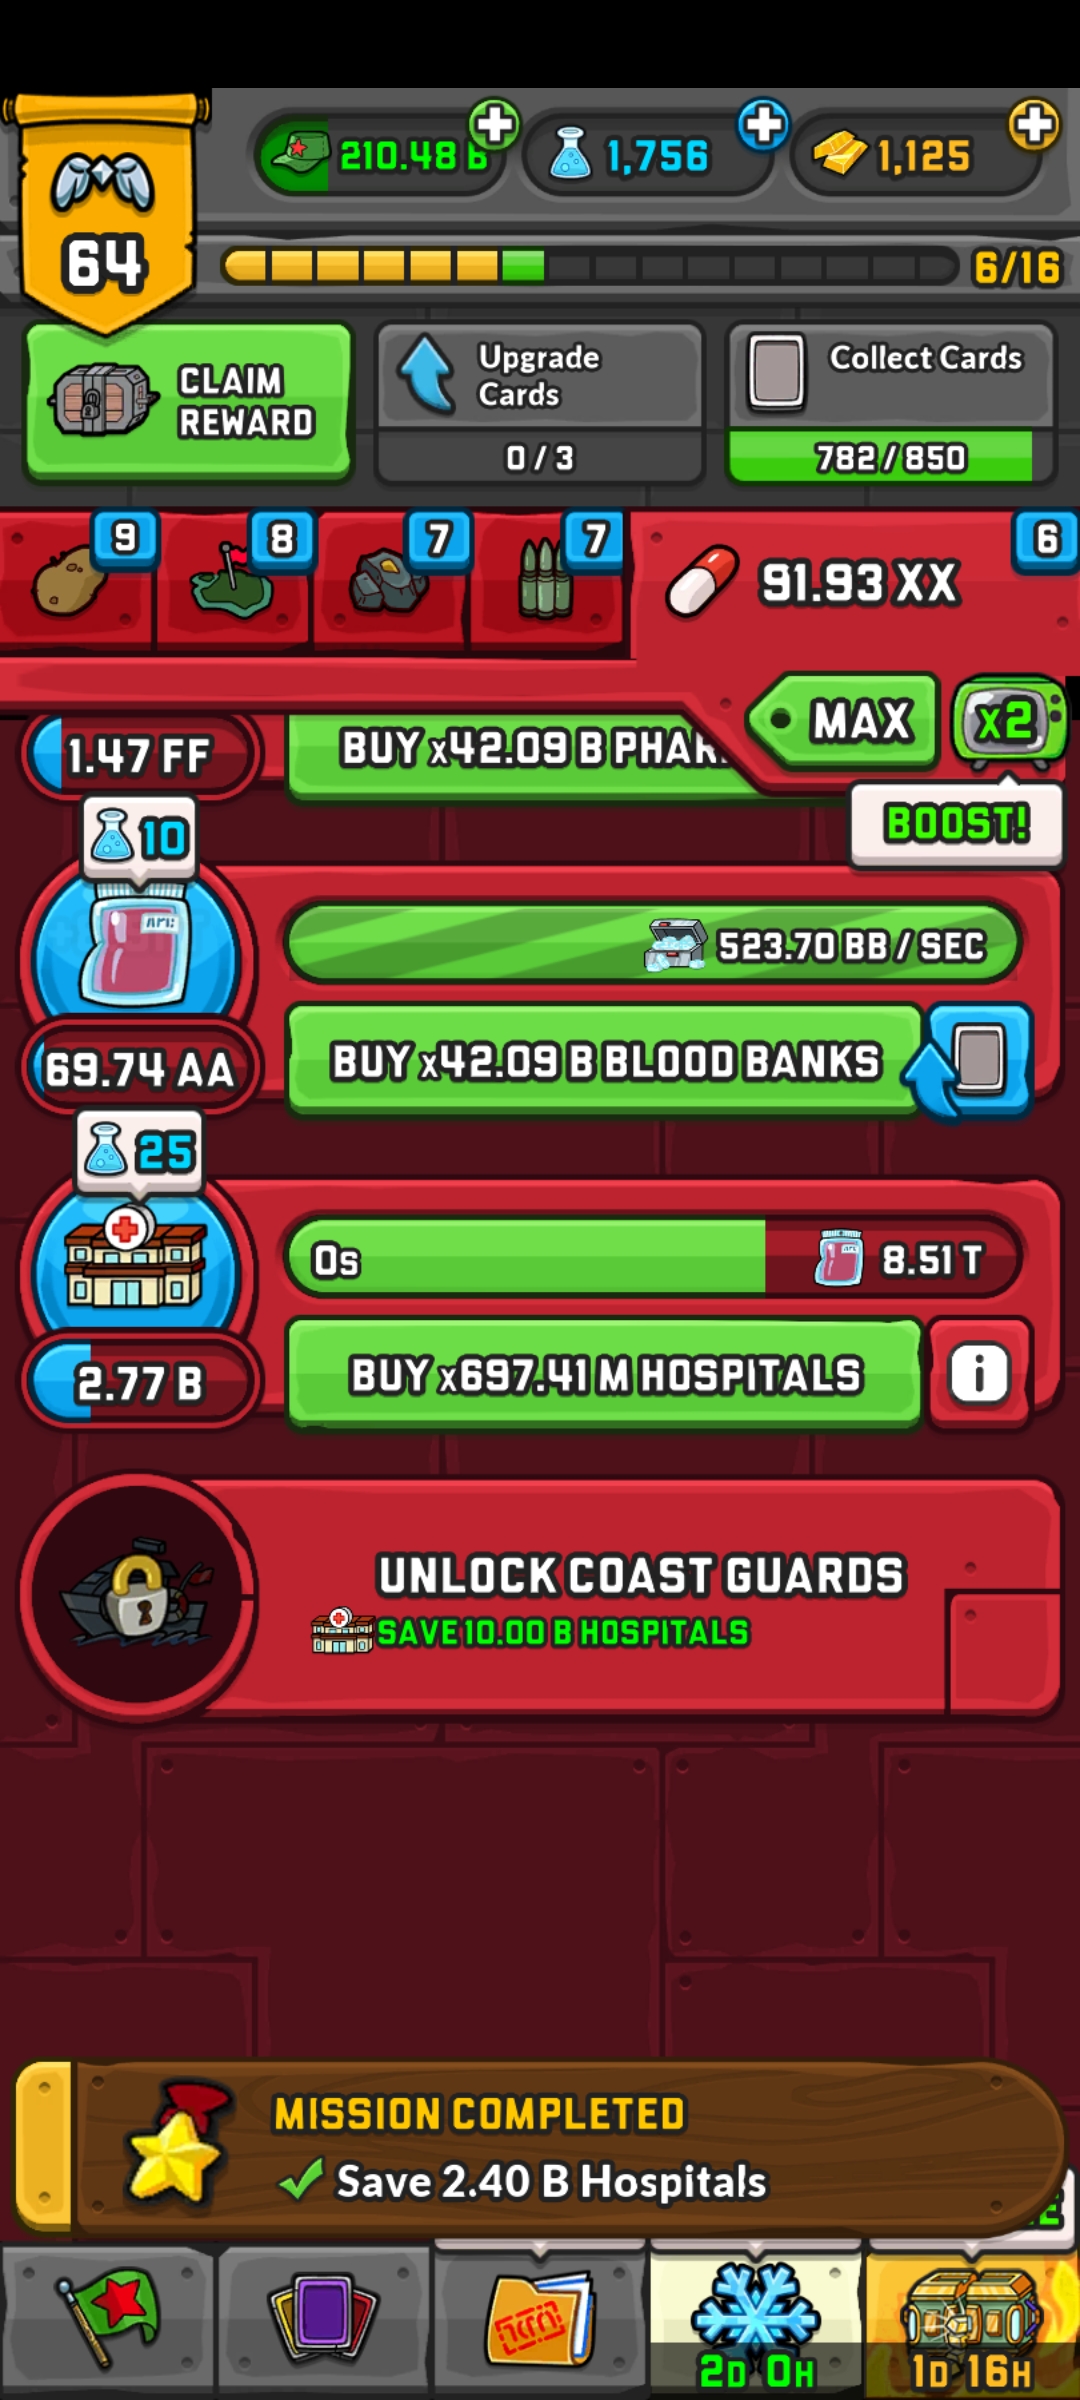 64
210.48 B
1,756
1,125
6/16
CLAIM
REWARD
Upgrade
Cards
0 / 3
Collect Cards
782 / 850
9
8
7
7
91.93 XX
6
MAX
x2
BOOST!
1.47 FF
BUY x42.09 B
10
523.70 BB / SEC
69.74 AA
BUY x42.09 B BLOOD BANKS
25
0s
8.51 T
2.77 B
BUY x697.41 M HOSPITALS
i
UNLOCK COAST GUARDS
SAVE 10.00 B HOSPITALS
MISSION COMPLETED
Save 2.40 B Hospitals
2D 0H
1D 16H